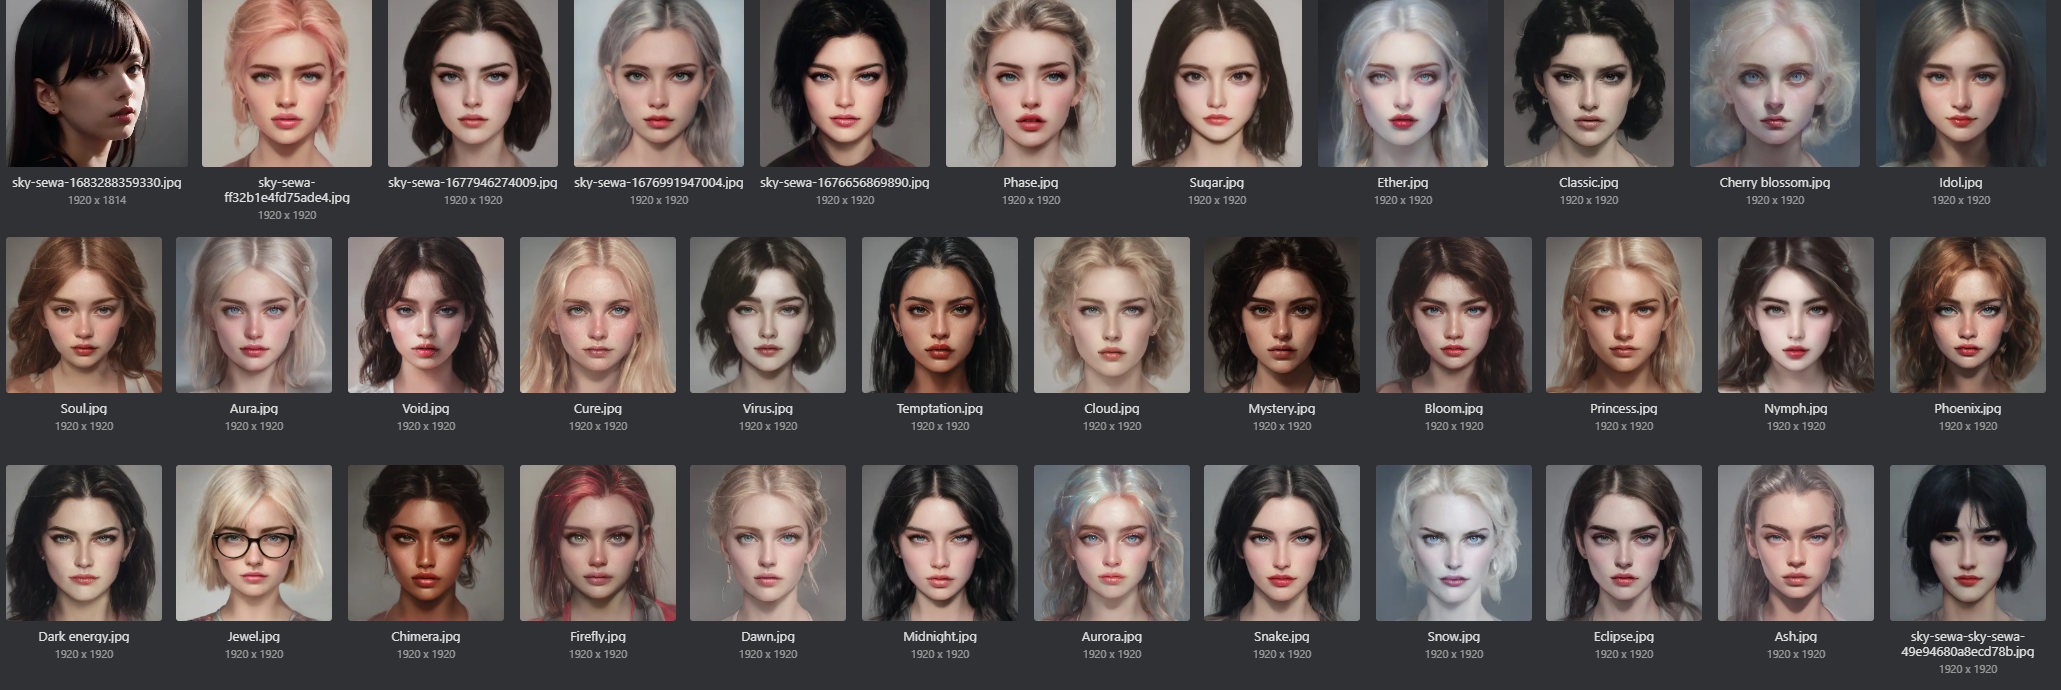 sky-sewa-1683288359330.jpg
1920 x 1814
sky-sewa-
ff32b1e4fd75ade4.jpg
1920 x 1920
sky-sewa-1677946274009.jpg
1920 x 1920
sky-sewa-1676991947004.jpg
1920 x 1920
sky-sewa-1676656869890.jpg
1920 x 1920
Phase.jpg
1920 x 1920
Sugar.jpg
1920 x 1920
Ether.jpg
1920 x 1920
Classic.jpg
1920 x 1920
Cherry blossom.jpg
1920 x 1920
Idol.jpg
1920 x 1920
Soul.jpg
1920 x 1920
Aura.jpg
1920 x 1920
Void.jpg
1920 x 1920
Cure.jpg
1920 x 1920
Virus.jpg
1920 x 1920
Temptation.jpg
1920 x 1920
Cloud.jpg
1920 x 1920
Mystery.jpg
1920 x 1920
Bloom.jpg
1920 x 1920
Princess.jpg
1920 x 1920
Nymph.jpg
1920 x 1920
Phoenix.jpg
1920 x 1920
Dark energy.jpg
1920 x 1920
Jewel.jpg
1920 x 1920
Chimera.jpg
1920 x 1920
Firefly.jpg
1920 x 1920
Dawn.jpg
1920 x 1920
Midnight.jpg
1920 x 1920
Aurora.jpg
1920 x 1920
Snake.jpg
1920 x 1920
Snow.jpg
1920 x 1920
Eclipse.jpg
1920 x 1920
Ash.jpg
1920 x 1920
sky-sewa-sky-sewa-
49e94680a8ecd78b.jpg
1920 x 1920